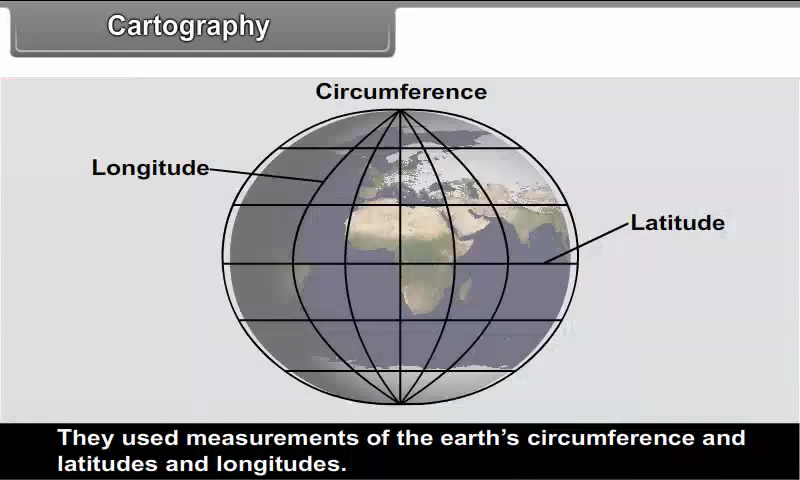 Cartography
Circumference
Longitude
Latitude
They used measurements of the earth’s circumference and
latitudes and longitudes.